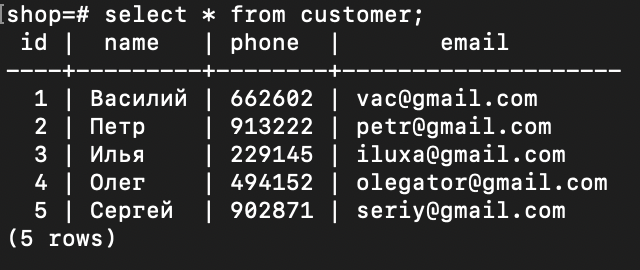 shop=# select * from customer;
 id |  name   | phone  |       email
----+---------+--------+--------------------
  1 | Василий | 662602 | vac@gmail.com
  2 | Петр    | 913222 | petr@gmail.com
  3 | Илья    | 229145 | iluxa@gmail.com
  4 | Олег    | 494152 | olegator@gmail.com
  5 | Сергей  | 902871 | seriy@gmail.com
(5 rows)